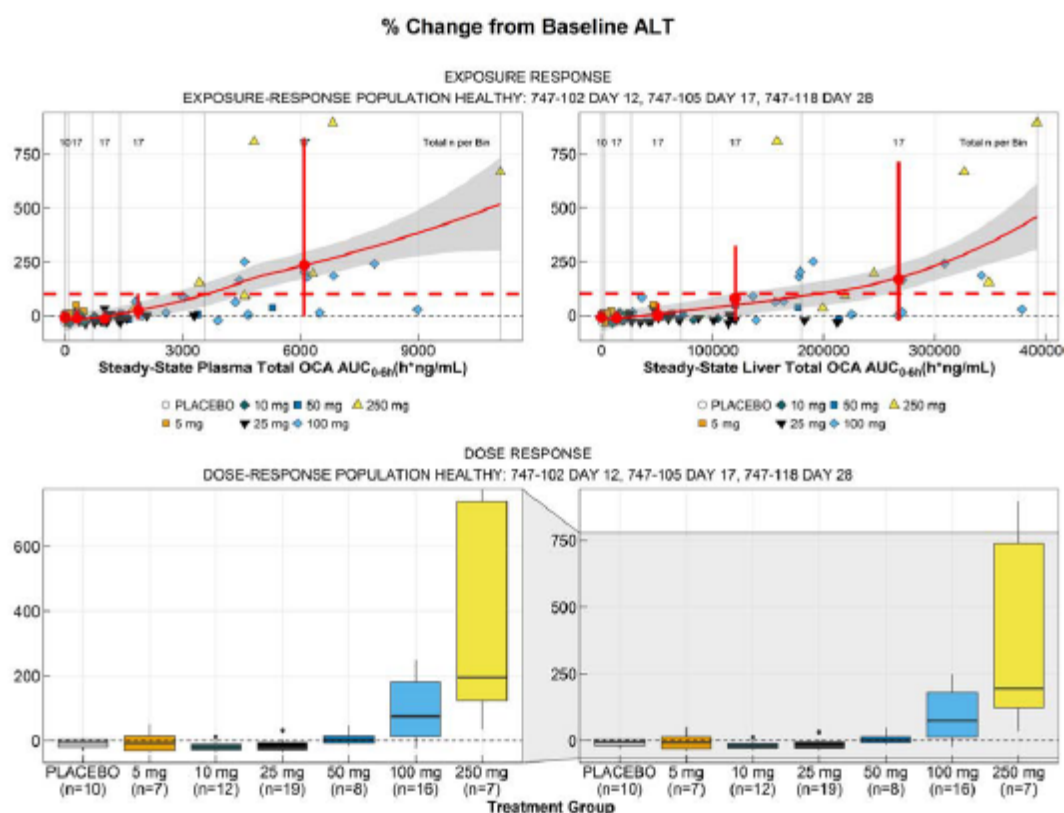 % Change from Baseline ALT
EXPOSURE RESPONSE
EXPOSURE-RESPONSE POPULATION HEALTHY: 747-102 DAY 12, 747-105 DAY 17, 747-118 DAY 28
10 17 17 17 17 Total n per Bin
10 17 17 17 17 Total n per Bin
750
500
250
0
750
500
250
0
0 3000 6000 9000
0 100000 200000 300000 400000
Steady-State Plasma Total OCA AUC0-6h(h*ng/mL)
Steady-State Liver Total OCA AUC0-6h(h*ng/mL)
PLACEBO 10 mg 50 mg 250 mg
5 mg 25 mg 100 mg
PLACEBO 10 mg 50 mg 250 mg
5 mg 25 mg 100 mg
DOSE RESPONSE
DOSE-RESPONSE POPULATION HEALTHY: 747-102 DAY 12, 747-105 DAY 17, 747-118 DAY 28
600
400
200
0
750
500
250
0
PLACEBO 5 mg 10 mg 25 mg 50 mg 100 mg 250 mg
(n=10) (n=7) (n=12) (n=19) (n=8) (n=16) (n=7)
PLACEBO 5 mg 10 mg 25 mg 50 mg 100 mg 250 mg
(n=10) (n=7) (n=12) (n=19) (n=8) (n=16) (n=7)
Treatment Group